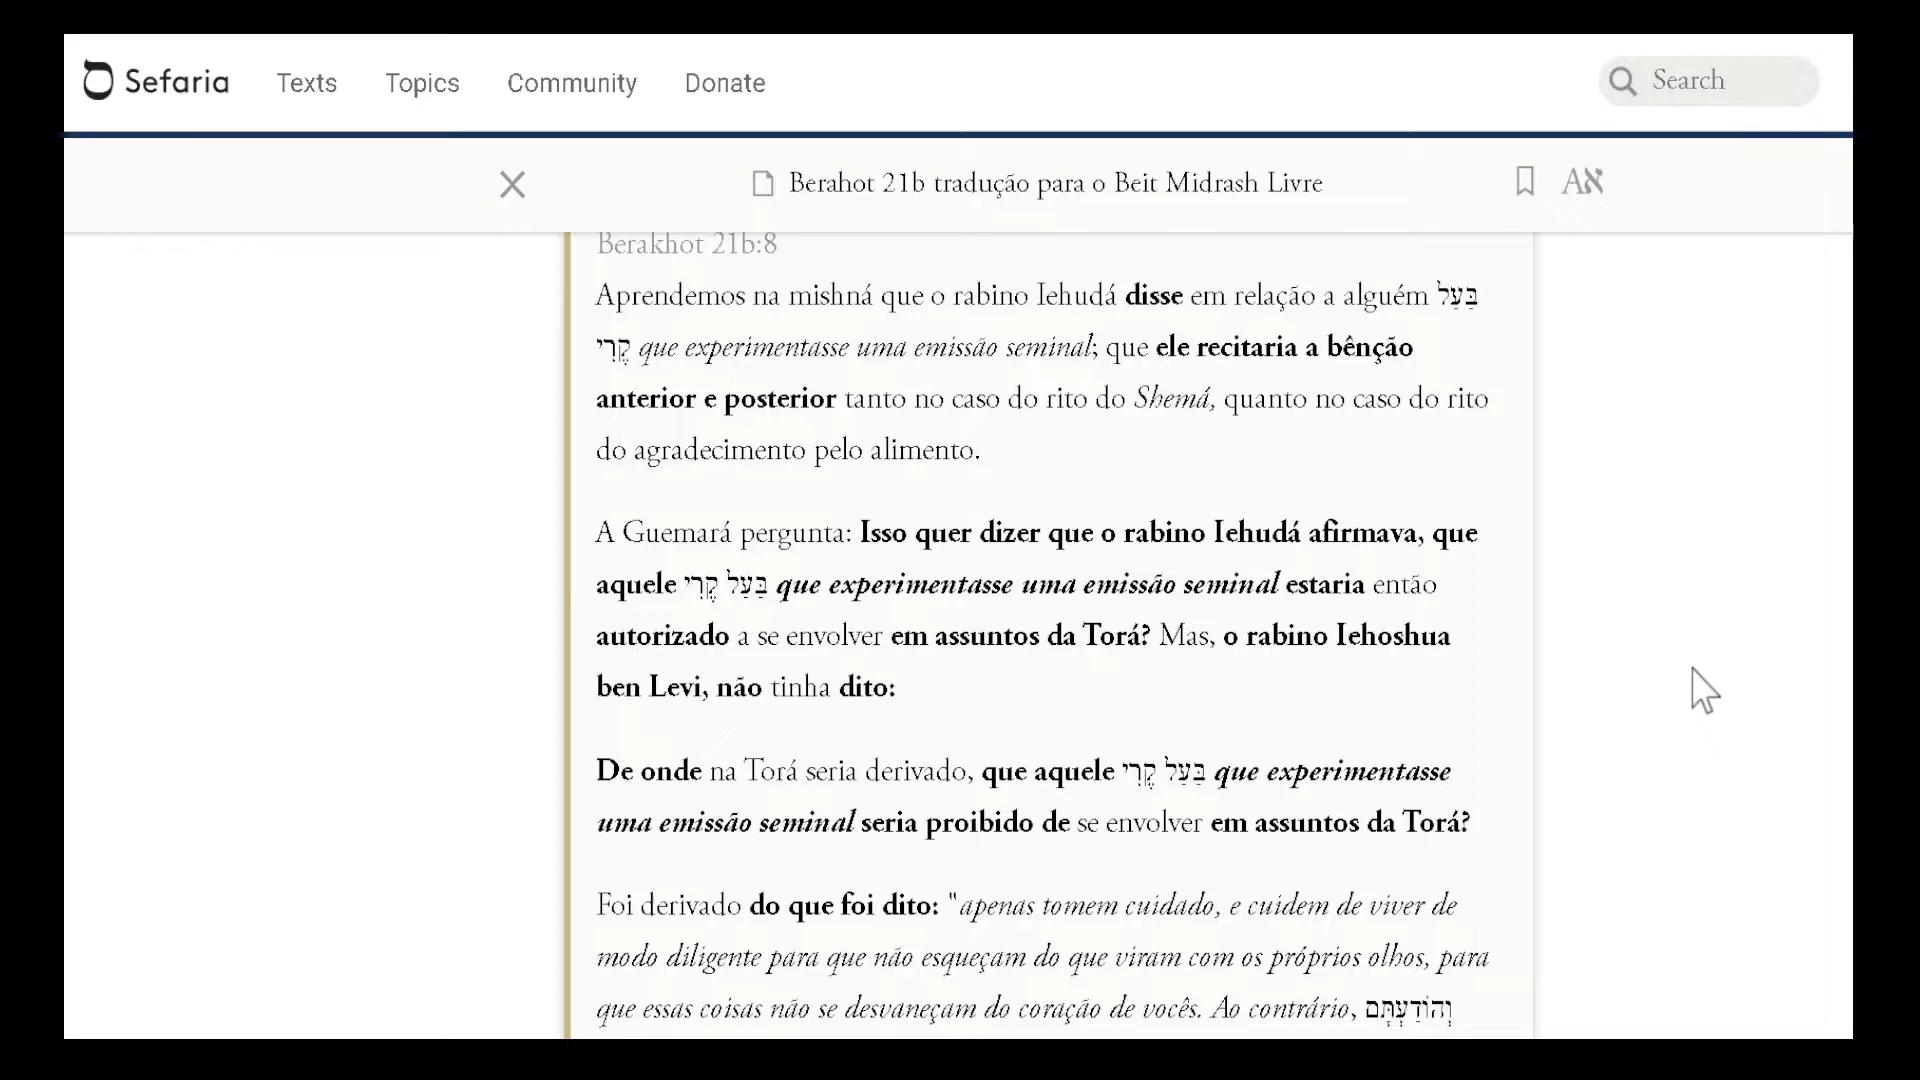 Sefaria Texts Topics Community Donate Search
Berahot 21b tradução para o Beit Midrash Livre Aא
Berakhot 21b:8
Aprendemos na mishná que o rabino Iehudá disse em relação a alguém בַּעַל
קֶרִי que experimentasse uma emissão seminal; que ele recitaria a bênção
anterior e posterior tanto no caso do rito do Shemá, quanto no caso do rito
do agradecimento pelo alimento.
A Guemará pergunta: Isso quer dizer que o rabino Iehudá afirmava, que
aquele בַּעַל קֶרִי que experimentasse uma emissão seminal estaria então
autorizado a se envolver em assuntos da Torá? Mas, o rabino Iehoshua
ben Levi, não tinha dito:
De onde na Torá seria derivado, que aquele בַּעַל קֶרִי que experimentasse
uma emissão seminal seria proibido de se envolver em assuntos da Torá?
Foi derivado do que foi dito: "apenas tomem cuidado, e cuidem de viver de
modo diligente para que não esqueçam do que viram com os próprios olhos, para
que essas coisas não se desvaneçam do coração de vocês. Ao contrário, וְהוֹדַעְתָּם